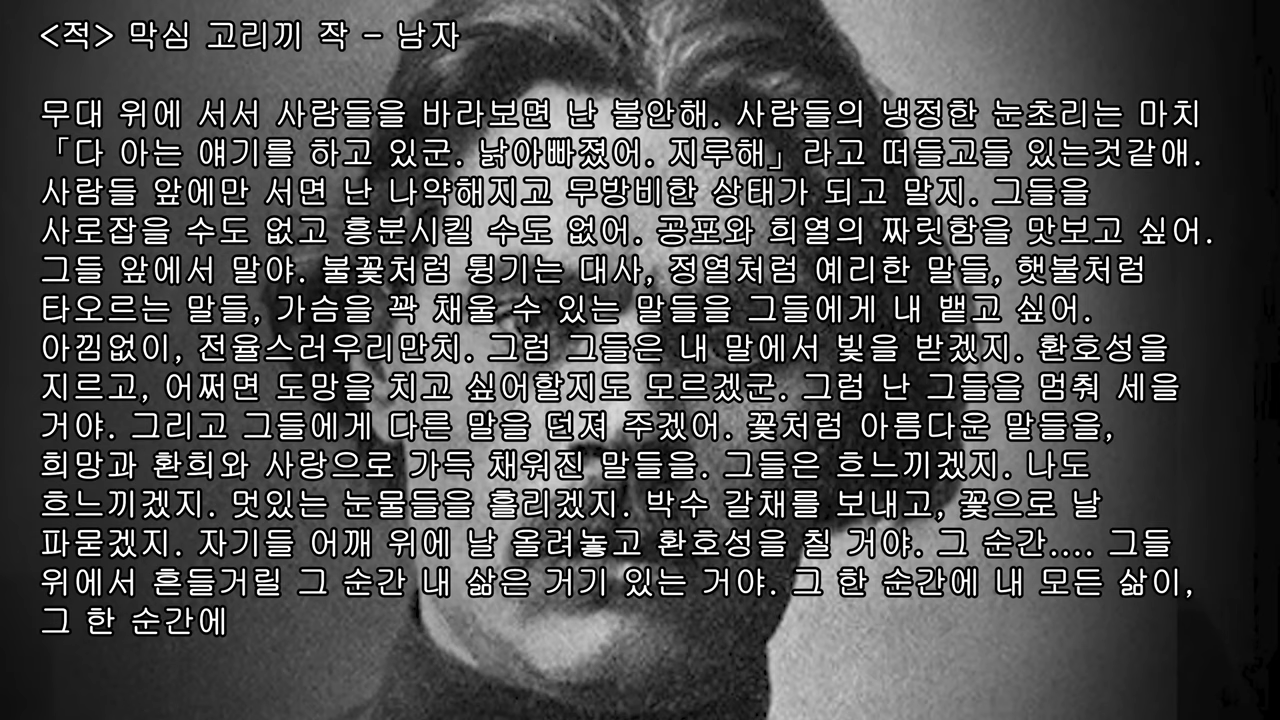 <적> 막심 고리끼 작 - 남자
무대 위에 서서 사람들을 바라보면 난 불안해. 사람들의 냉정한 눈초리는 마치
「다 아는 얘기를 하고 있군. 낡아빠졌어. 지루해」라고 떠들고들 있는것같애.
사람들 앞에만 서면 난 나약해지고 무방비한 상태가 되고 말지. 그들을
사로잡을 수도 없고 흥분시킬 수도 없어. 공포와 희열의 짜릿함을 맛보고 싶어.
그들 앞에서 말야. 불꽃처럼 튕기는 대사, 정열처럼 예리한 말들, 햇불처럼
타오르는 말들, 가슴을 꽉 채울 수 있는 말들을 그들에게 내 뱉고 싶어.
아낌없이, 전율스러우리만치. 그럼 그들은 내 말에서 빛을 받겠지. 환호성을
지르고, 어쩌면 도망을 치고 싶어할지도 모르겠군. 그럼 난 그들을 멈춰 세을
거야. 그리고 그들에게 다른 말을 던져 주겠어. 꽃처럼 아름다운 말들을,
희망과 환희와 사랑으로 가득 채워진 말들을. 그들은 흐느끼겠지. 나도
흐느끼겠지. 멋있는 눈물들을 흘리겠지. 박수 갈채를 보내고, 꽃으로 날
파묻겠지. 자기들 어깨 위에 날 올려놓고 환호성을 칠 거야. 그 순간.... 그들
위에서 흔들거릴 그 순간 내 삶은 거기 있는 거야. 그 한 순간에 내 모든 삶이,
그 한 순간에